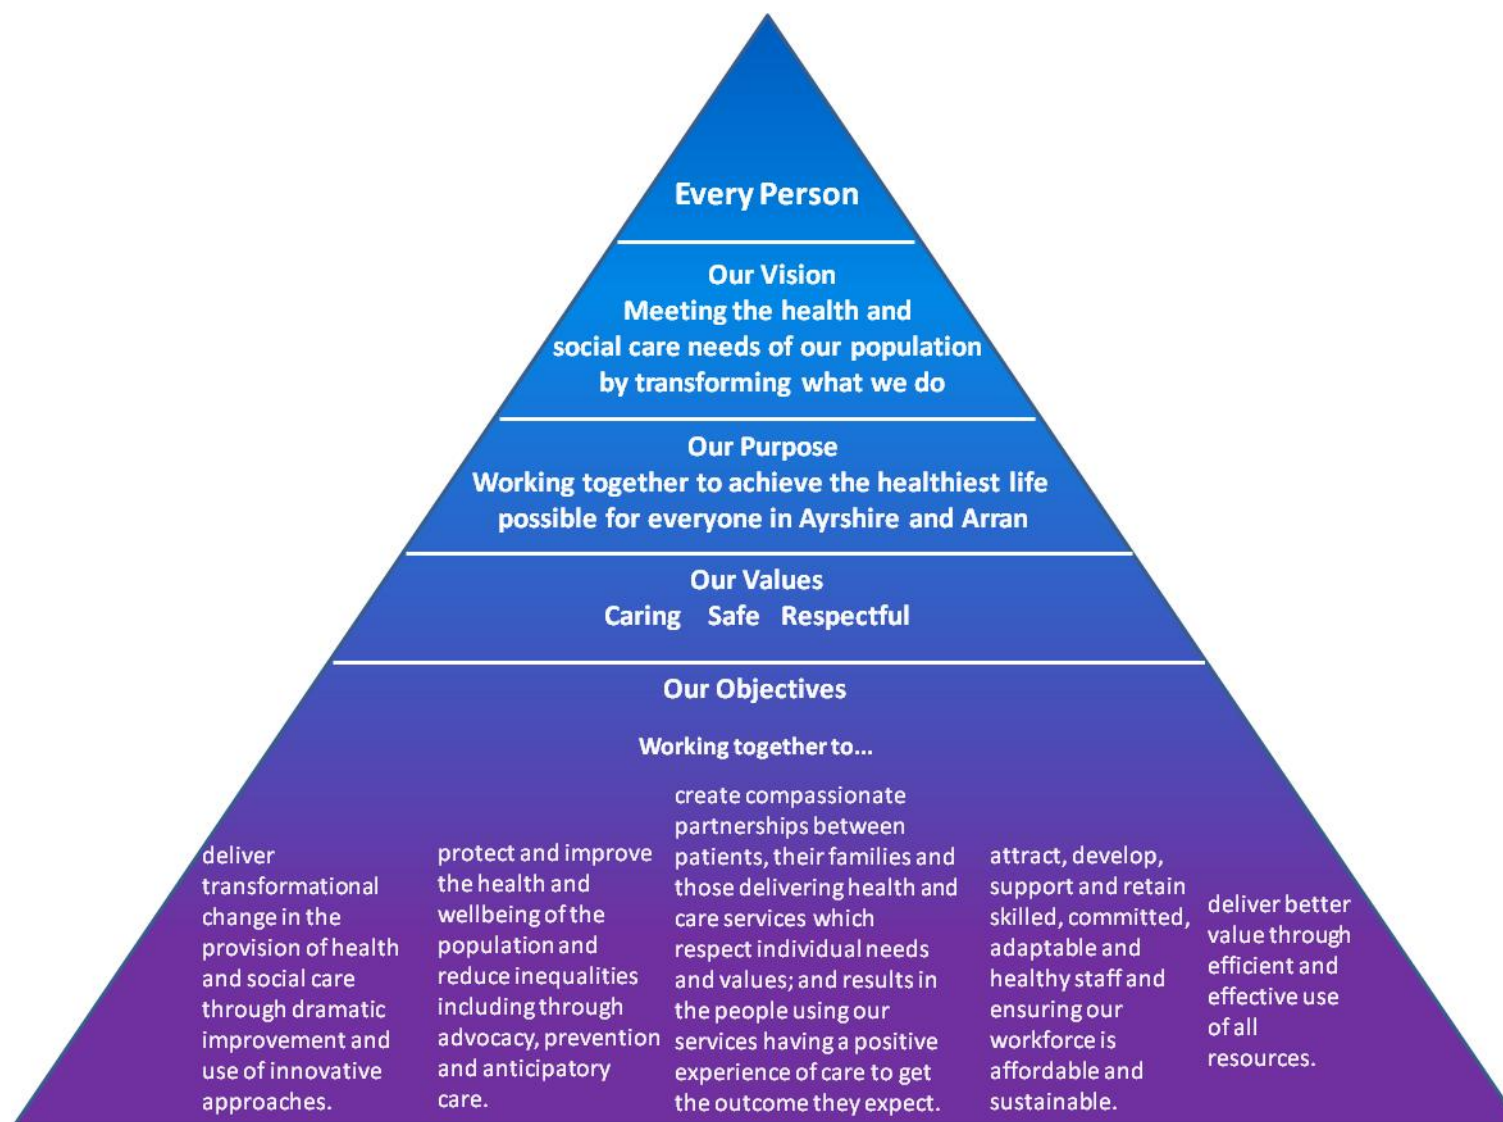 Every Person
Our Vision
Meeting the health and
social care needs of our population
by transforming what we do
Our Purpose
Working together to achieve the healthiest life
possible for everyone in Ayrshire and Arran
Our Values
Caring Safe Respectful
Our Objectives
Working together to...
deliver
transformational
change in the
provision of health
and social care
through dramatic
improvement and
use of innovative
approaches.
protect and improve
the health and
wellbeing of the
population and
reduce inequalities
including through
advocacy, prevention
and anticipatory
care.
create compassionate
partnerships between
patients, their families and
those delivering health and
care services which
respect individual needs
and values; and results in
the people using our
services having a positive
experience of care to get
the outcome they expect.
attract, develop,
support and retain
skilled, committed,
adaptable and
healthy staff and
ensuring our
workforce is
affordable and
sustainable.
deliver better
value through
efficient and
effective use
of all
resources.